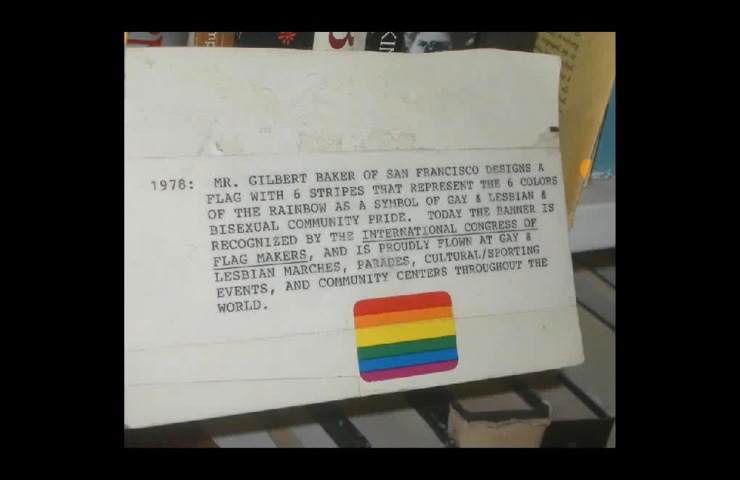 1978: MR. GILBERT BAKER OF SAN FRANCISCO DESIGNS A
FLAG WITH 6 STRIPES THAT REPRESENT THE 6 COLORS
OF THE RAINBOW AS A SYMBOL OF GAY & LESBIAN &
BISEXUAL COMMUNITY PRIDE. TODAY THE BANNER IS
RECOGNIZED BY THE INTERNATIONAL CONGRESS OF
FLAG MAKERS, AND IS PROUDLY FLOWN AT GAY &
LESBIAN MARCHES, PARADES, CULTURAL/SPORTING
EVENTS, AND COMMUNITY CENTERS THROUGHOUT THE
WORLD.